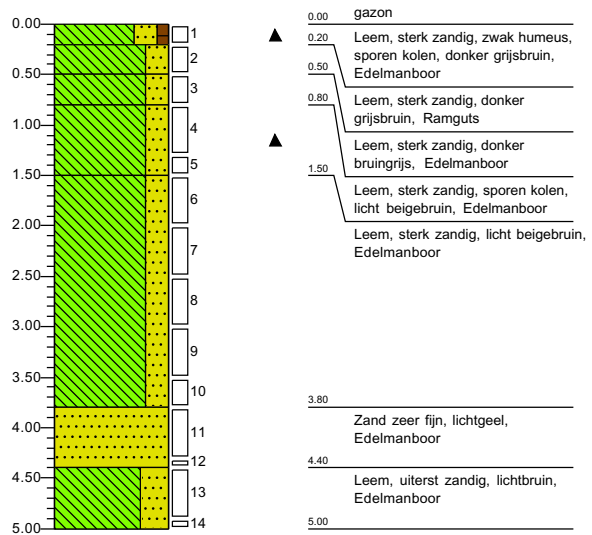 0.00
0.50
1.00
1.50
2.00
2.50
3.00
3.50
4.00
4.50
5.00
1
2
3
4
5
6
7
8
9
10
11
12
13
14
0.00 gazon
0.20 Leem, sterk zandig, zwak humeus,
sporen kolen, donker grijsbruin,
Edelmanboor
0.50 Leem, sterk zandig, donker
grijsbruin, Ramguts
0.80 Leem, sterk zandig, donker
bruingrijs, Edelmanboor
1.50 Leem, sterk zandig, sporen kolen,
licht beigebruin, Edelmanboor
Leem, sterk zandig, licht beigebruin,
Edelmanboor
3.80
Zand zeer fijn, lichtgeel,
Edelmanboor
4.40
Leem, uiterst zandig, lichtbruin,
Edelmanboor
5.00